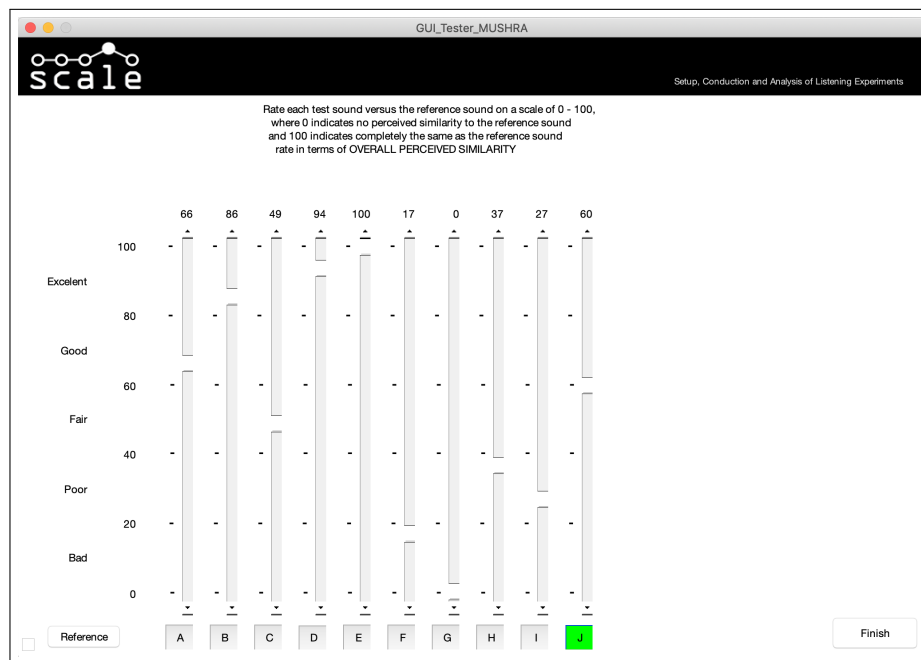 GUI_Tester_MUSHRA
scale
Setup, Conduction and Analysis of Listening Experiments
Rate each test sound versus the reference sound on a scale of 0 - 100,
where 0 indicates no perceived similarity to the reference sound
and 100 indicates completely the same as the reference sound
rate in terms of OVERALL PERCEIVED SIMILARITY
66 86 49 94 100 17 0 37 27 60
100
Excelent
80
Good
60
Fair
40
Poor
20
Bad
0
Reference A B C D E F G H I J Finish